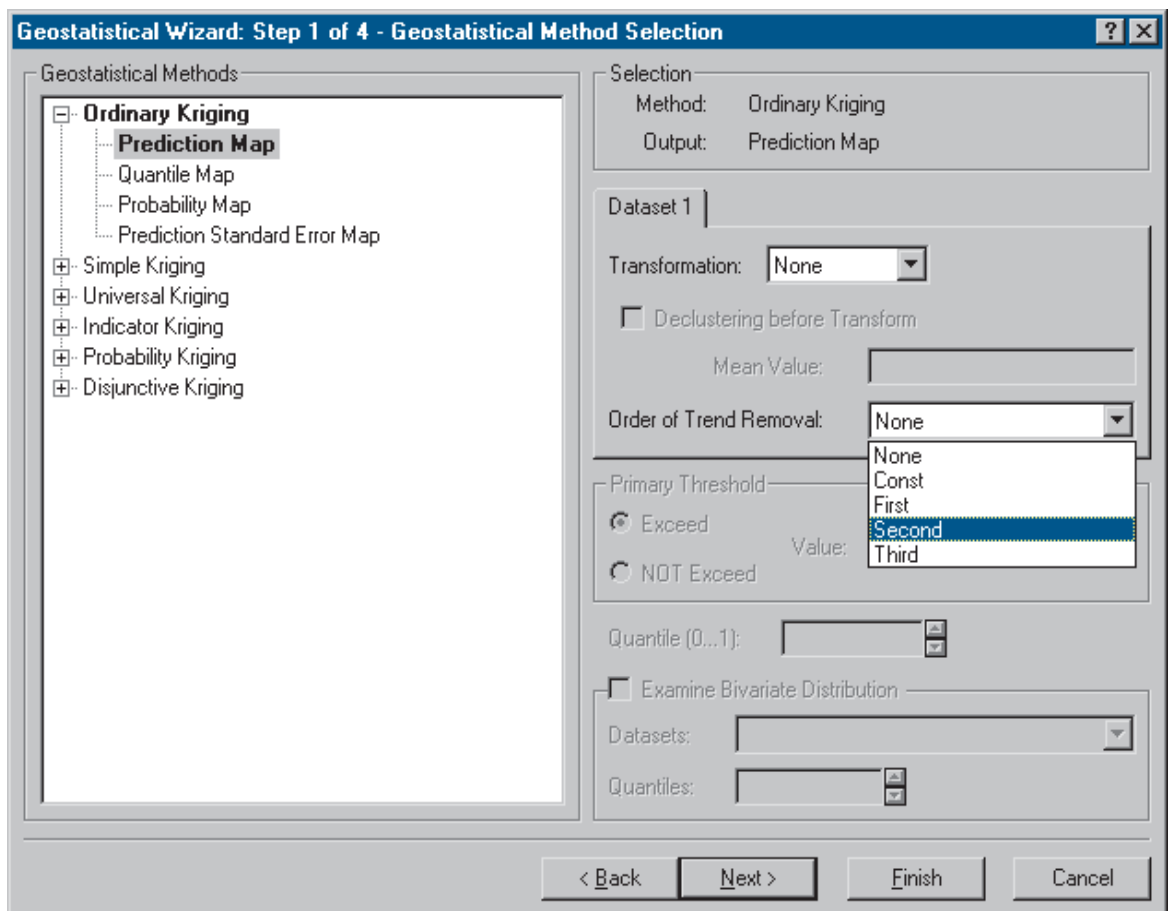 Geostatistical Wizard: Step 1 of 4 - Geostatistical Method Selection
Geostatistical Methods
Ordinary Kriging
Prediction Map
Quantile Map
Probability Map
Prediction Standard Error Map
Simple Kriging
Universal Kriging
Indicator Kriging
Probability Kriging
Disjunctive Kriging
Selection
Method: Ordinary Kriging
Output: Prediction Map
Dataset 1
Transformation: None
Declustering before Transform
Mean Value:
Order of Trend Removal: None
None
Const
First
Second
Third
Primary Threshold
Exceed
Value:
NOT Exceed
Quantile (0...1):
Examine Bivariate Distribution
Datasets:
Quantiles:
< Back
Next >
Finish
Cancel